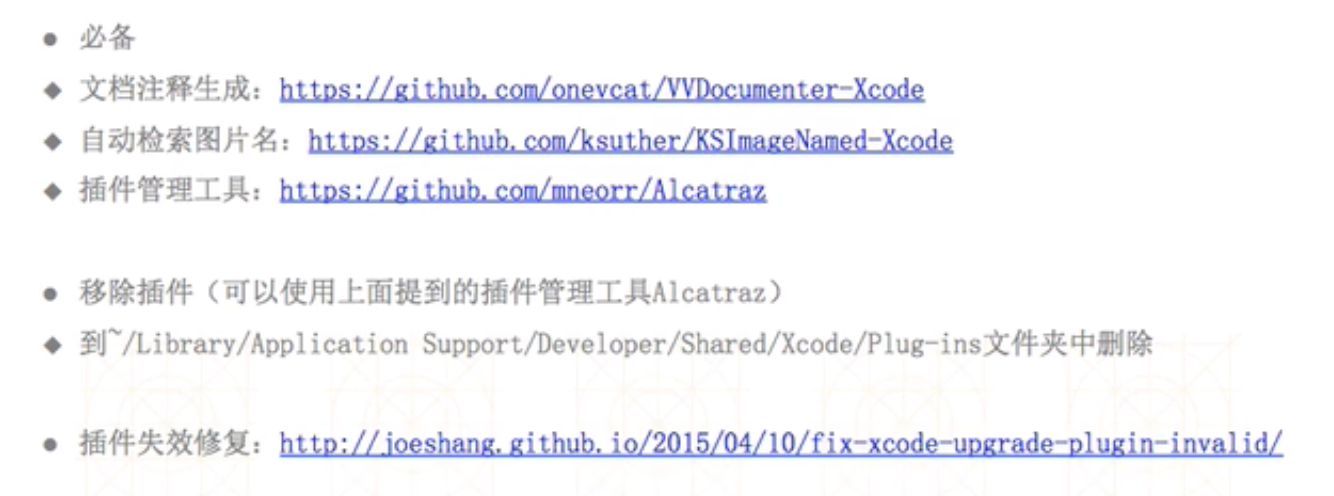 ● 必备
◆ 文档注释生成：https://github.com/onevcat/VVDocumenter-Xcode
◆ 自动检索图片名：https://github.com/ksuther/KSImageNamed-Xcode
◆ 插件管理工具：https://github.com/mneorr/Alcatraz
● 移除插件（可以使用上面提到的插件管理工具Alcatraz）
◆ 到~/Library/Application Support/Developer/Shared/Xcode/Plug-ins文件夹中删除
● 插件失效修复：http://joeshang.github.io/2015/04/10/fix-xcode-upgrade-plugin-invalid/